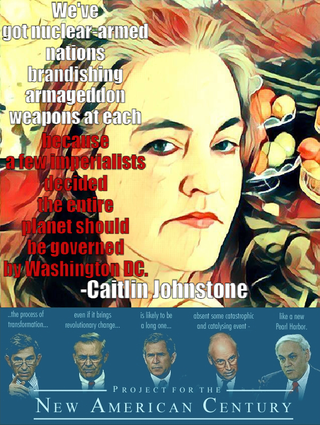 We've
got nuclear-armed
nations
brandishing
armageddon
weapons at each
because
a few imperialists
decided
the entire
planet should
be governed
by Washington DC.
-Caitlin Johnstone
..the process of transformation...
even if it brings revolutionary change...
is likely to be a long one...
absent some catastrophic and catalysing event -
like a new Pearl Harbor.
PROJECT FOR THE
NEW AMERICAN CENTURY